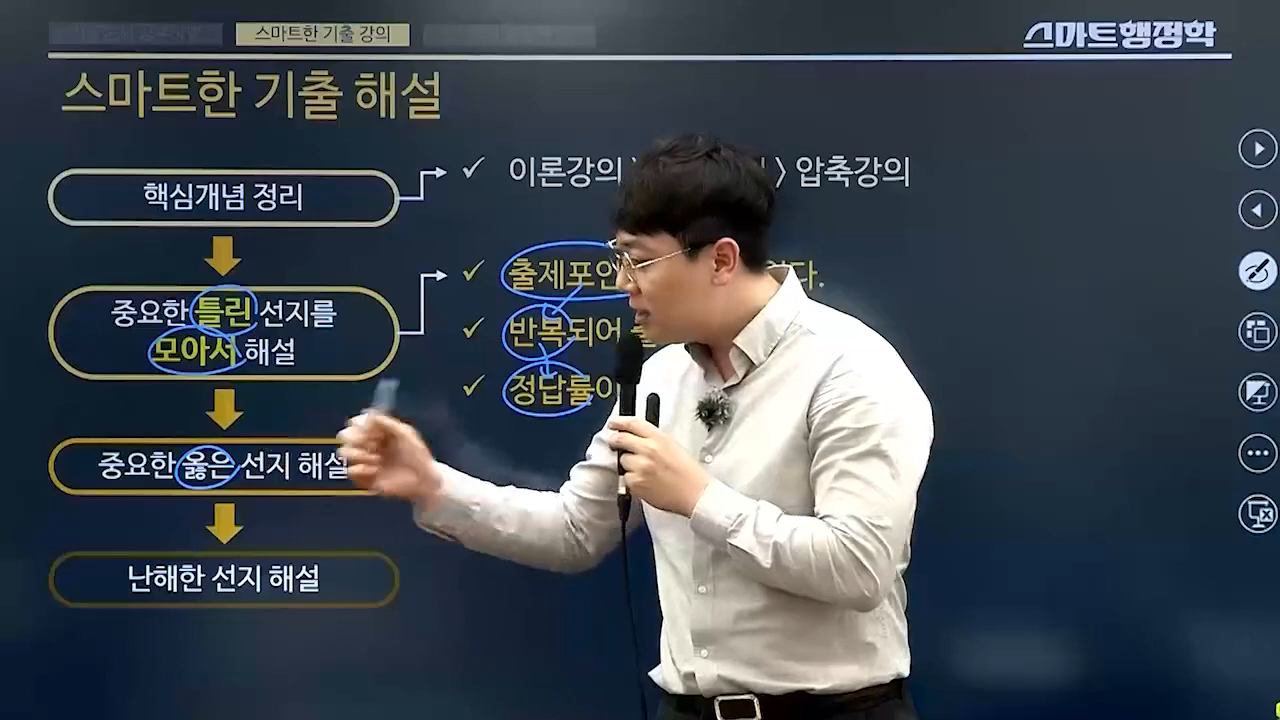 스마트한 기출 강의
스마트행정학
스마트한 기출 해설
핵심개념 정리
이론강의 〉 압축강의
중요한 틀린 선지를
모아서 해설
출제포인 다.
반복되어
정답률이
중요한 옳은 선지 해설
난해한 선지 해설